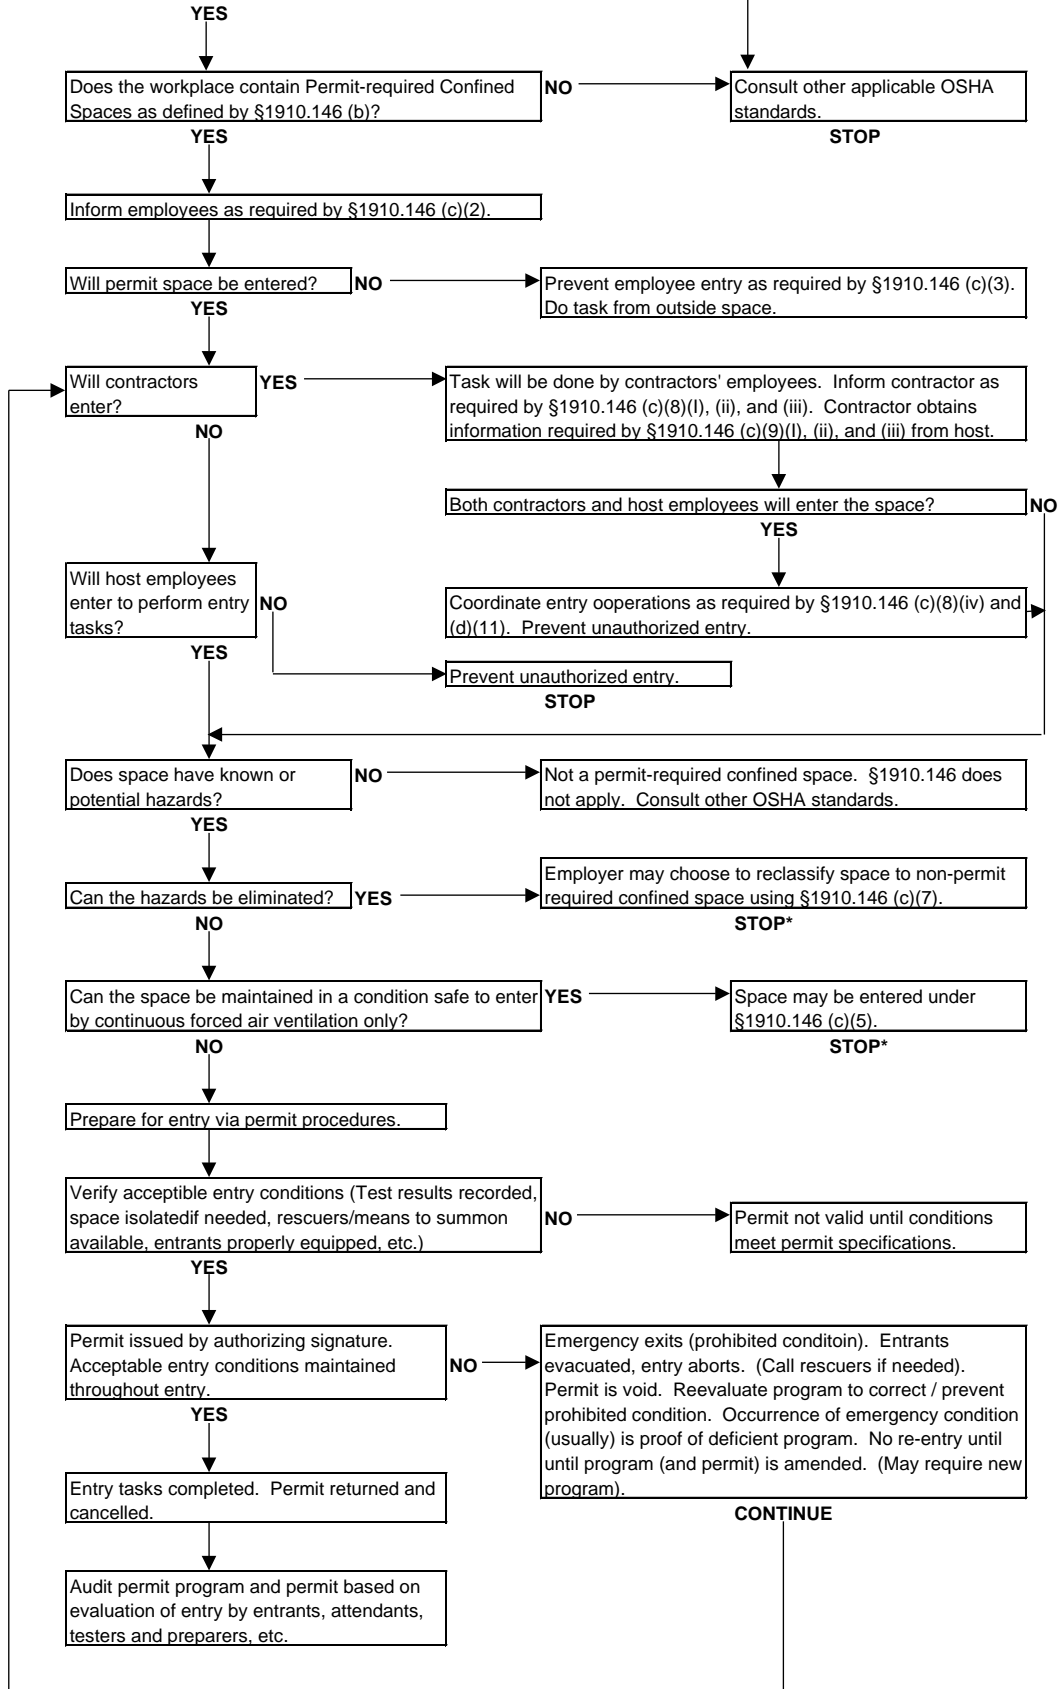 YES
Does the workplace contain Permit-required Confined
Spaces as defined by §1910.146 (b)?
NO
Consult other applicable OSHA
standards.
YES
STOP
Inform employees as required by §1910.146 (c)(2).
Will permit space be entered?
NO
Prevent employee entry as required by §1910.146 (c)(3).
Do task from outside space.
YES
Will contractors
enter?
YES
Task will be done by contractors' employees. Inform contractor as
required by §1910.146 (c)(8)(I), (ii), and (iii). Contractor obtains
information required by §1910.146 (c)(9)(I), (ii), and (iii) from host.
NO
Both contractors and host employees will enter the space?
NO
YES
Will host employees
enter to perform entry
tasks?
NO
Coordinate entry ooperations as required by §1910.146 (c)(8)(iv) and
(d)(11). Prevent unauthorized entry.
YES
Prevent unauthorized entry.
STOP
Does space have known or
potential hazards?
NO
Not a permit-required confined space. §1910.146 does
not apply. Consult other OSHA standards.
YES
Can the hazards be eliminated?
YES
Employer may choose to reclassify space to non-permit
required confined space using §1910.146 (c)(7).
NO
STOP*
Can the space be maintained in a condition safe to enter
by continuous forced air ventilation only?
YES
Space may be entered under
§1910.146 (c)(5).
NO
STOP*
Prepare for entry via permit procedures.
Verify acceptable entry conditions (Test results recorded,
space isolatedif needed, rescuers/means to summon
available, entrants properly equipped, etc.)
NO
Permit not valid until conditions
meet permit specifications.
YES
Permit issued by authorizing signature.
Acceptable entry conditions maintained
throughout entry.
NO
Emergency exits (prohibited conditoin). Entrants
evacuated, entry aborts. (Call rescuers if needed).
Permit is void. Reevaluate program to correct / prevent
prohibited condition. Occurrence of emergency condition
(usually) is proof of deficient program. No re-entry until
until program (and permit) is amended. (May require new
program).
YES
Entry tasks completed. Permit returned and
cancelled.
CONTINUE
Audit permit program and permit based on
evaluation of entry by entrants, attendants,
testers and preparers, etc.